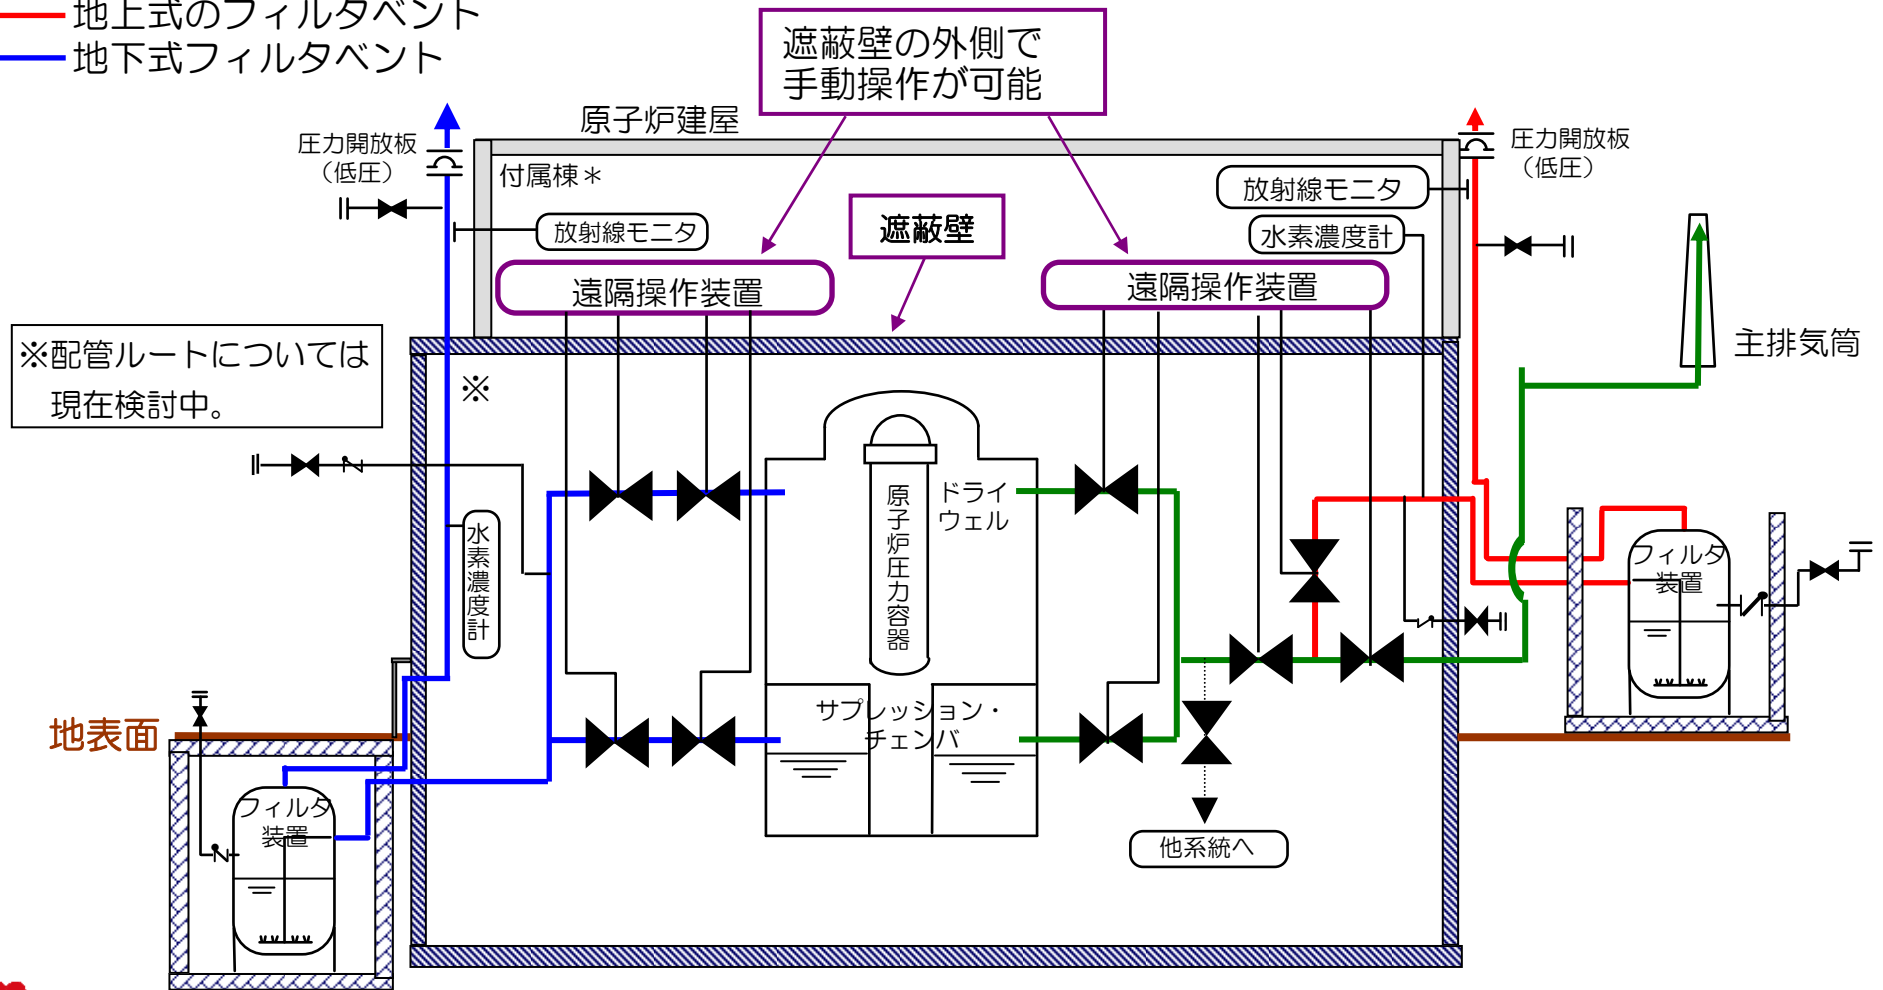 地上式のフィルタベント
地下式フィルタベント
遮蔽壁の外側で
手動操作が可能
原子炉建屋
圧力開放板
（低圧）
圧力開放板
（低圧）
付属棟＊
放射線モニタ
放射線モニタ
遮蔽壁
水素濃度計
遠隔操作装置
遠隔操作装置
主排気筒
※配管ルートについては
現在検討中。
※
原子炉圧力容器
ドライ
ウェル
水素濃度計
フィルタ
装置
サプレッション・
チェンバ
地表面
フィルタ
装置
他系統へ